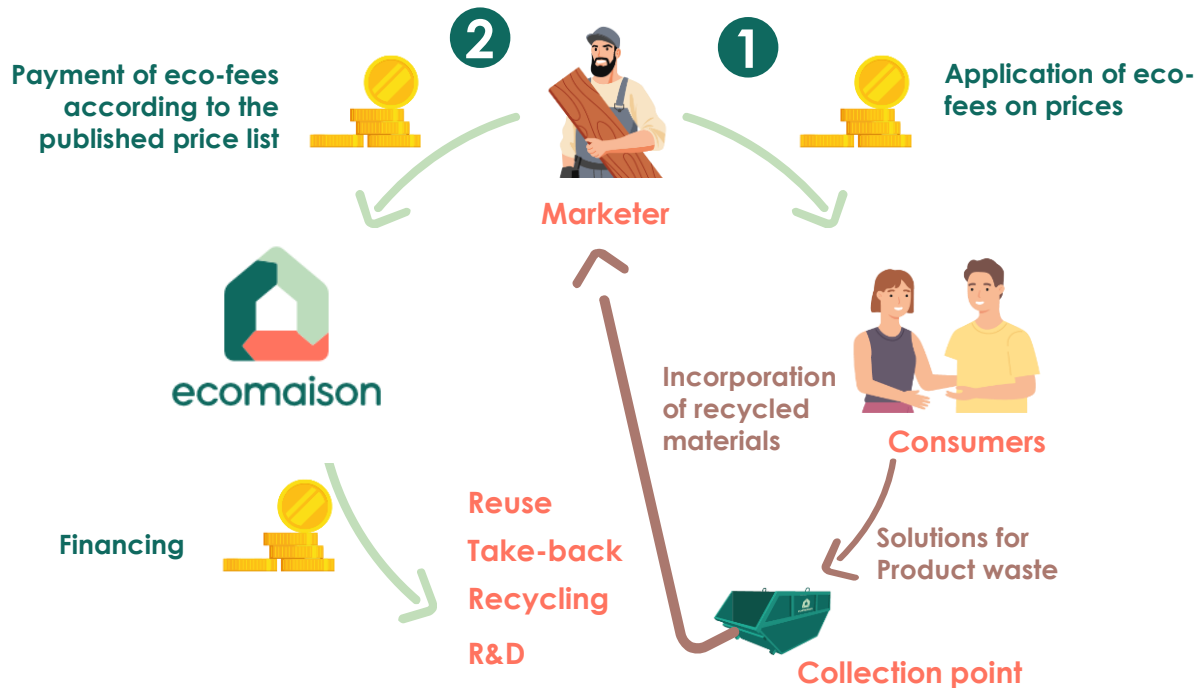 2
1
Payment of eco-fees
according to the
published price list
Application of eco-
fees on prices
Marketer
ecomaison
Incorporation
of recycled
materials
Consumers
Financing
Reuse
Take-back
Recycling
R&D
Solutions for
Product waste
Collection point